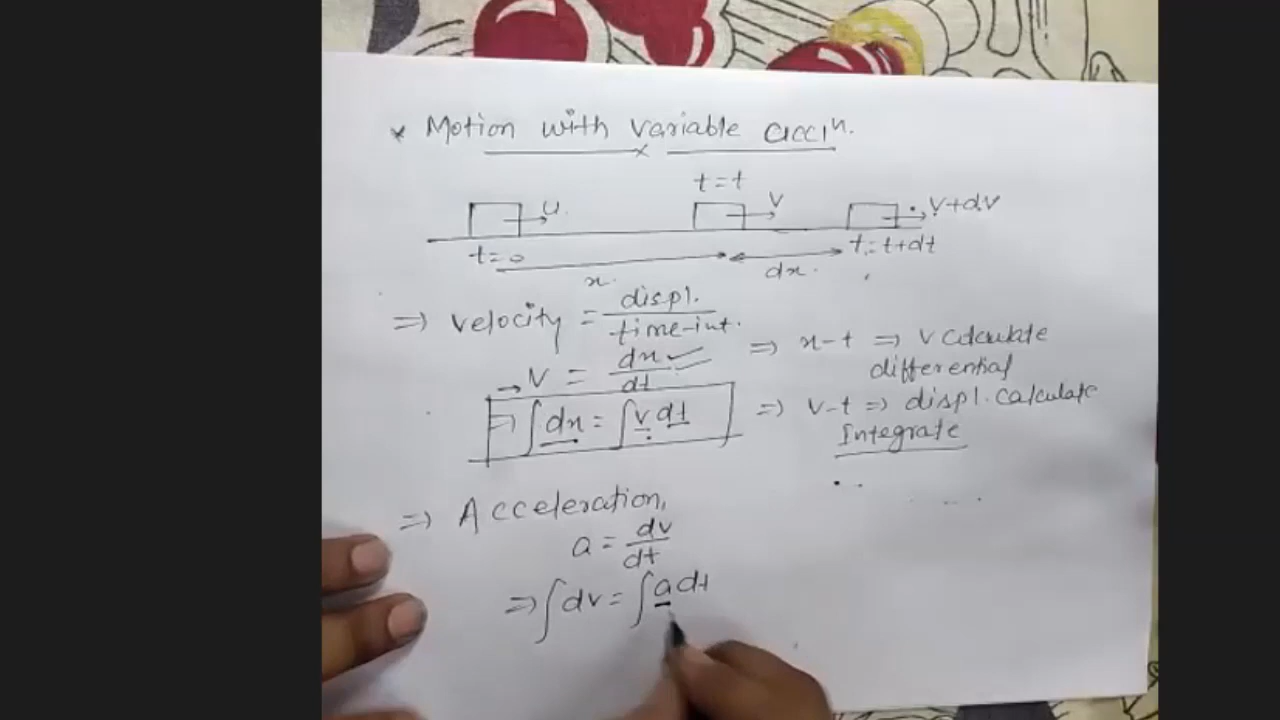 * Motion with variable accln.
t=t
u v v+dv
t=0 t=t+dt
x dx
=> velocity = displ. / time-int.
V = dx/dt => x-t => v calculate
differential
=> ∫dx = ∫v dt => v-t => displ. calculate
Integrate
=> Acceleration,
a = dv/dt
=> ∫dv = ∫a dt